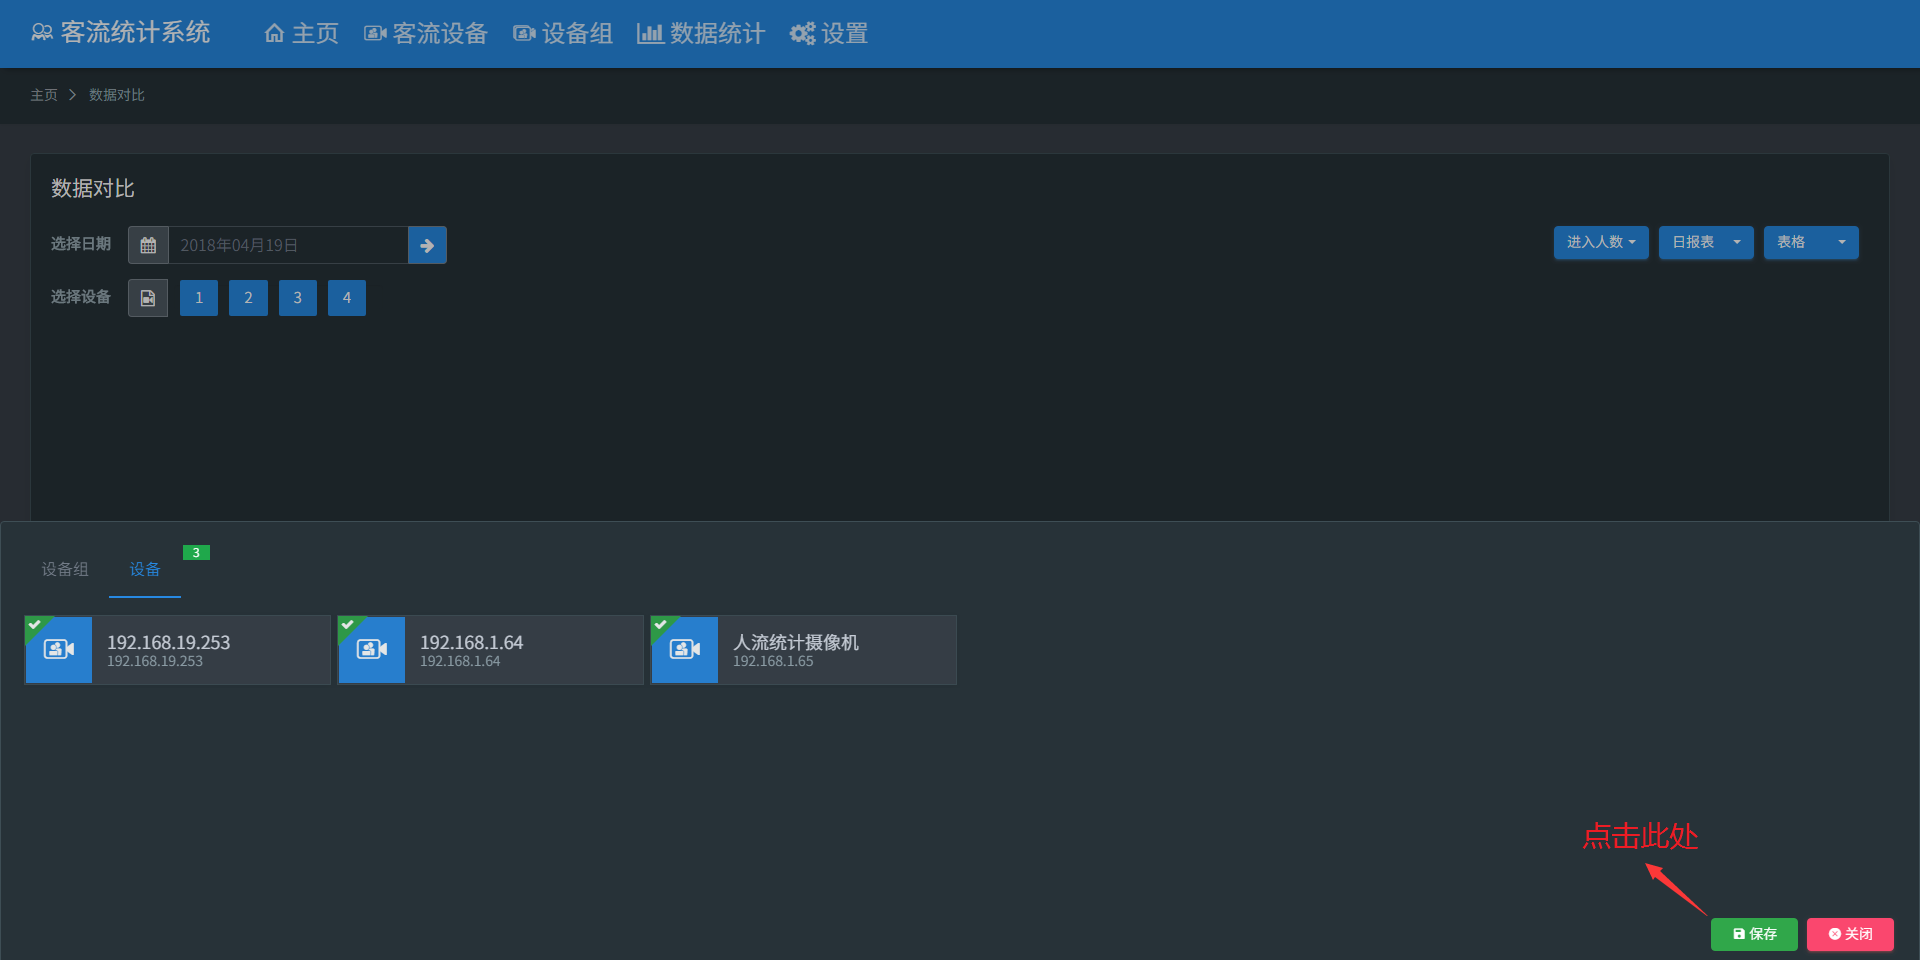 客流统计系统 主页 客流设备 设备组 数据统计 设置
主页 数据对比
数据对比
选择日期 2018年04月19日 进入人数 日报表 表格
选择设备 1 2 3 4
设备组 设备 3
192.168.19.253
192.168.19.253
192.168.1.64
192.168.1.64
人流统计摄像机
192.168.1.65
点击此处
保存 关闭